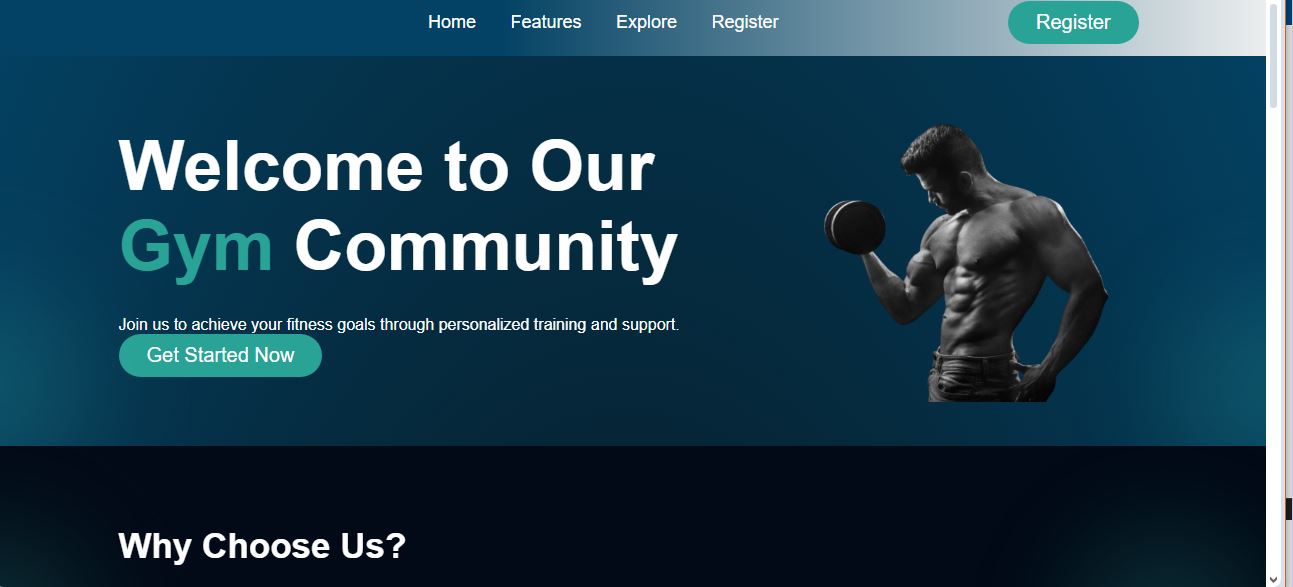 Home Features Explore Register Register
Welcome to Our
Gym Community
Join us to achieve your fitness goals through personalized training and support.
Get Started Now
Why Choose Us?